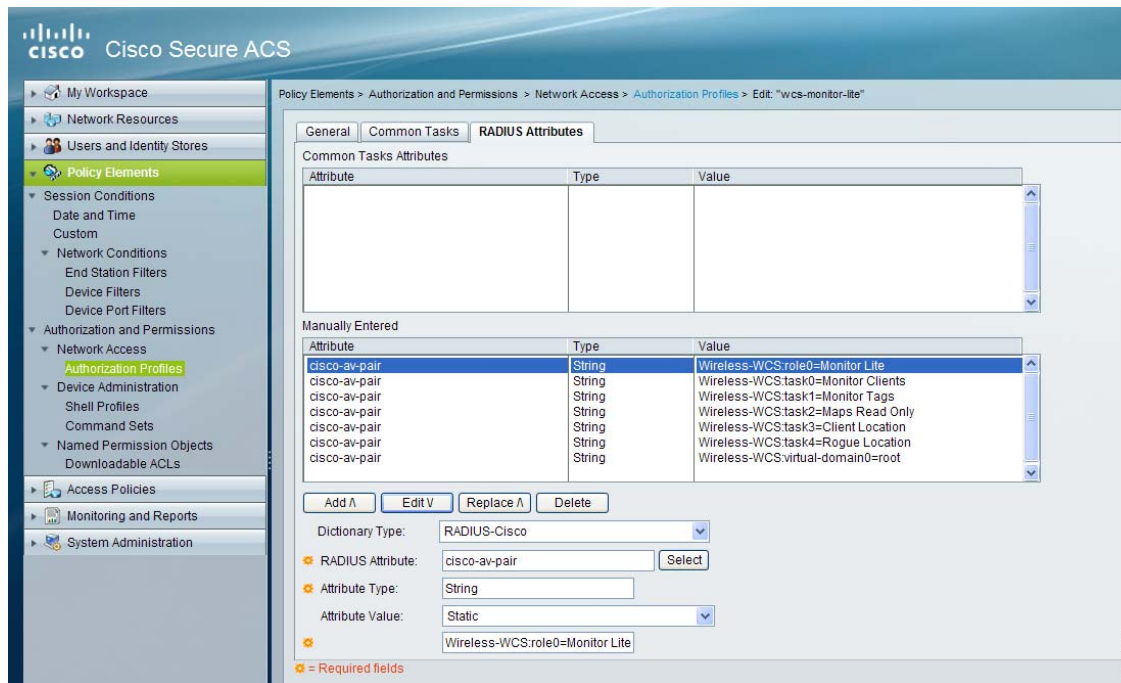 CISCO Cisco Secure ACS
My Workspace
Network Resources
Users and Identity Stores
Policy Elements
Session Conditions
Date and Time
Custom
Network Conditions
End Station Filters
Device Filters
Device Port Filters
Authorization and Permissions
Network Access
Authorization Profiles
Device Administration
Shell Profiles
Command Sets
Named Permission Objects
Downloadable ACLs
Access Policies
Monitoring and Reports
System Administration
Policy Elements > Authorization and Permissions > Network Access > Authorization Profiles > Edit: "wcs-monitor-lite"
General Common Tasks RADIUS Attributes
Common Tasks Attributes
Attribute Type Value
Manually Entered
Attribute Type Value
cisco-av-pair String Wireless-WCS:role0=Monitor Lite
cisco-av-pair String Wireless-WCS:task0=Monitor Clients
cisco-av-pair String Wireless-WCS:task1=Monitor Tags
cisco-av-pair String Wireless-WCS:task2=Maps Read Only
cisco-av-pair String Wireless-WCS:task3=Client Location
cisco-av-pair String Wireless-WCS:task4=Rogue Location
cisco-av-pair String Wireless-WCS:virtual-domain0=root
Add /\ Edit V Replace /\ Delete
Dictionary Type: RADIUS-Cisco
RADIUS Attribute: cisco-av-pair Select
Attribute Type: String
Attribute Value: Static
Wireless-WCS:role0=Monitor Lite
= Required fields